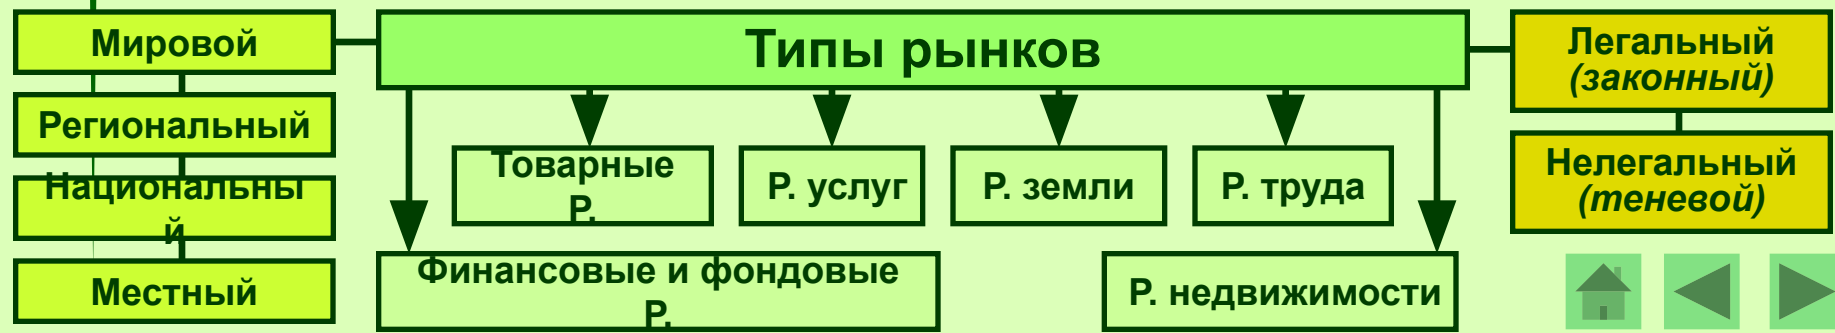 Мировой
Региональный
Национальны
й
Местный
Типы рынков
Товарные
Р.
Р. услуг
Р. земли
Р. труда
Финансовые и фондовые
Р.
Р. недвижимости
Легальный
(законный)
Нелегальный
(теневой)